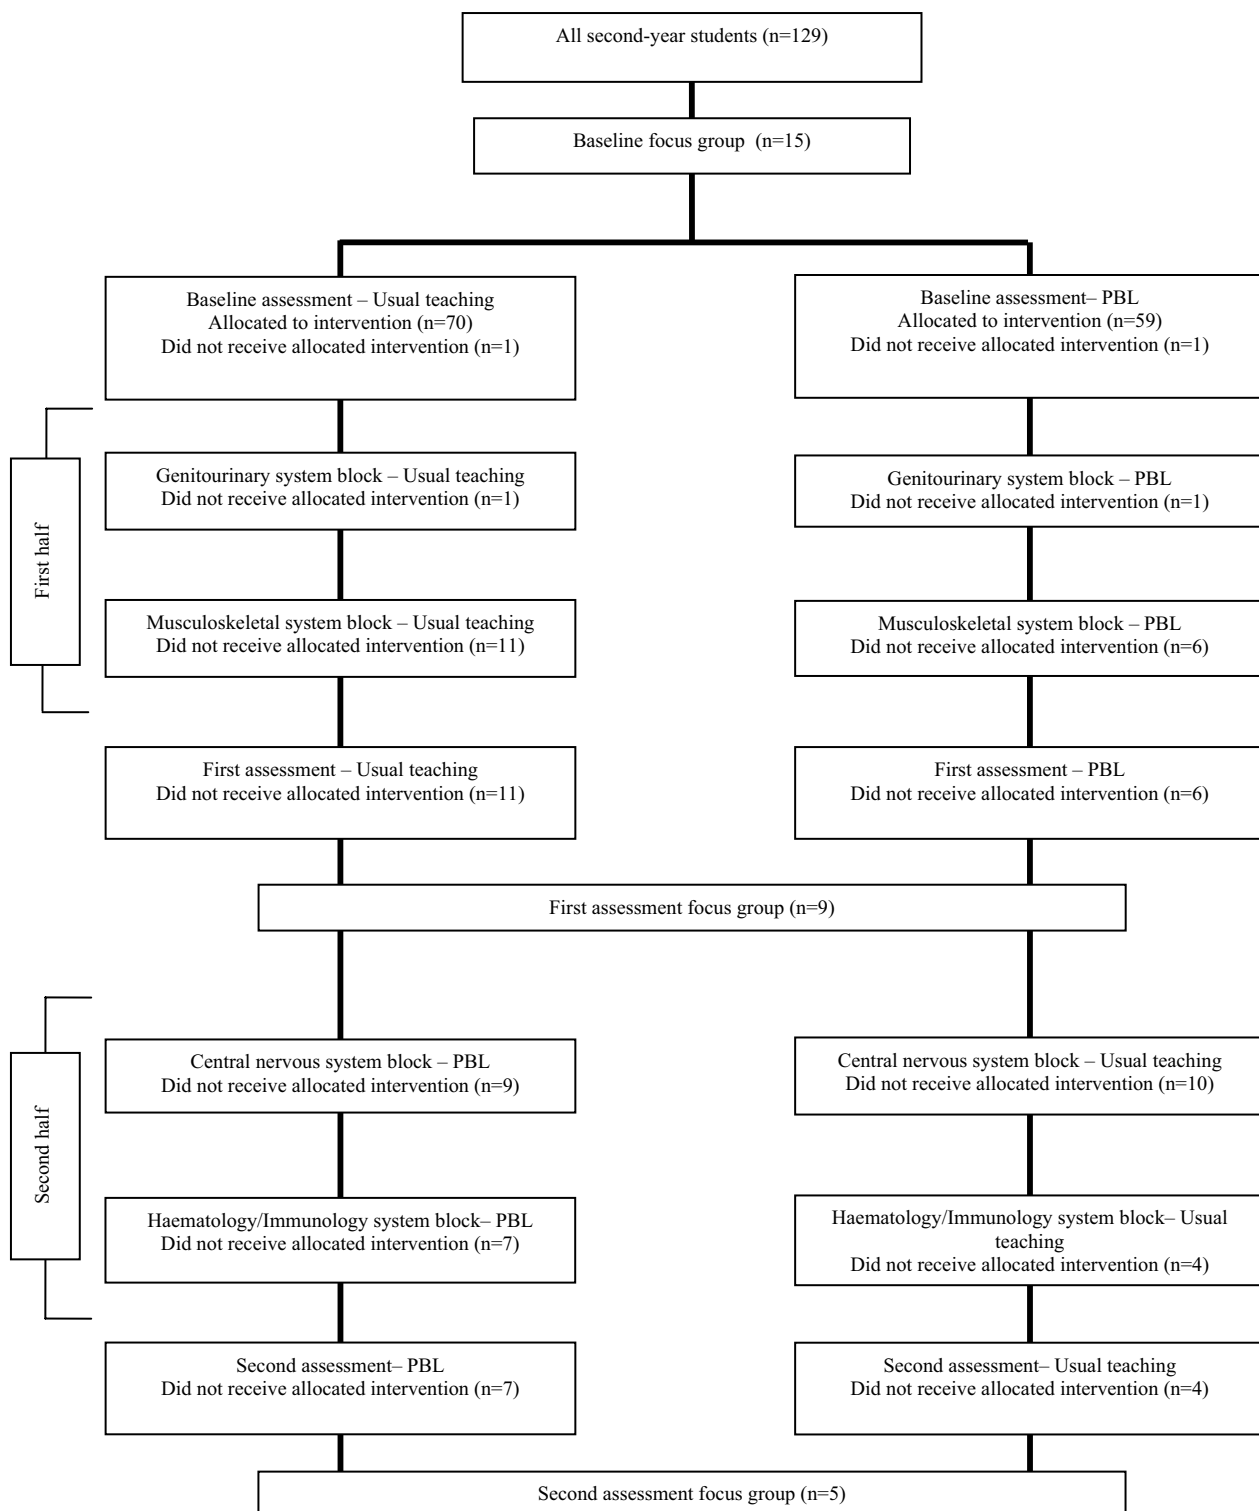 All second-year students (n=129)
Baseline focus group (n=15)
Baseline assessment – Usual teaching
Allocated to intervention (n=70)
Did not receive allocated intervention (n=1)
Baseline assessment– PBL
Allocated to intervention (n=59)
Did not receive allocated intervention (n=1)
First half
Genitourinary system block – Usual teaching
Did not receive allocated intervention (n=1)
Genitourinary system block – PBL
Did not receive allocated intervention (n=1)
Musculoskeletal system block – Usual teaching
Did not receive allocated intervention (n=11)
Musculoskeletal system block – PBL
Did not receive allocated intervention (n=6)
First assessment – Usual teaching
Did not receive allocated intervention (n=11)
First assessment – PBL
Did not receive allocated intervention (n=6)
First assessment focus group (n=9)
Second half
Central nervous system block – PBL
Did not receive allocated intervention (n=9)
Central nervous system block – Usual teaching
Did not receive allocated intervention (n=10)
Haematology/Immunology system block– PBL
Did not receive allocated intervention (n=7)
Haematology/Immunology system block– Usual
teaching
Did not receive allocated intervention (n=4)
Second assessment– PBL
Did not receive allocated intervention (n=7)
Second assessment– Usual teaching
Did not receive allocated intervention (n=4)
Second assessment focus group (n=5)